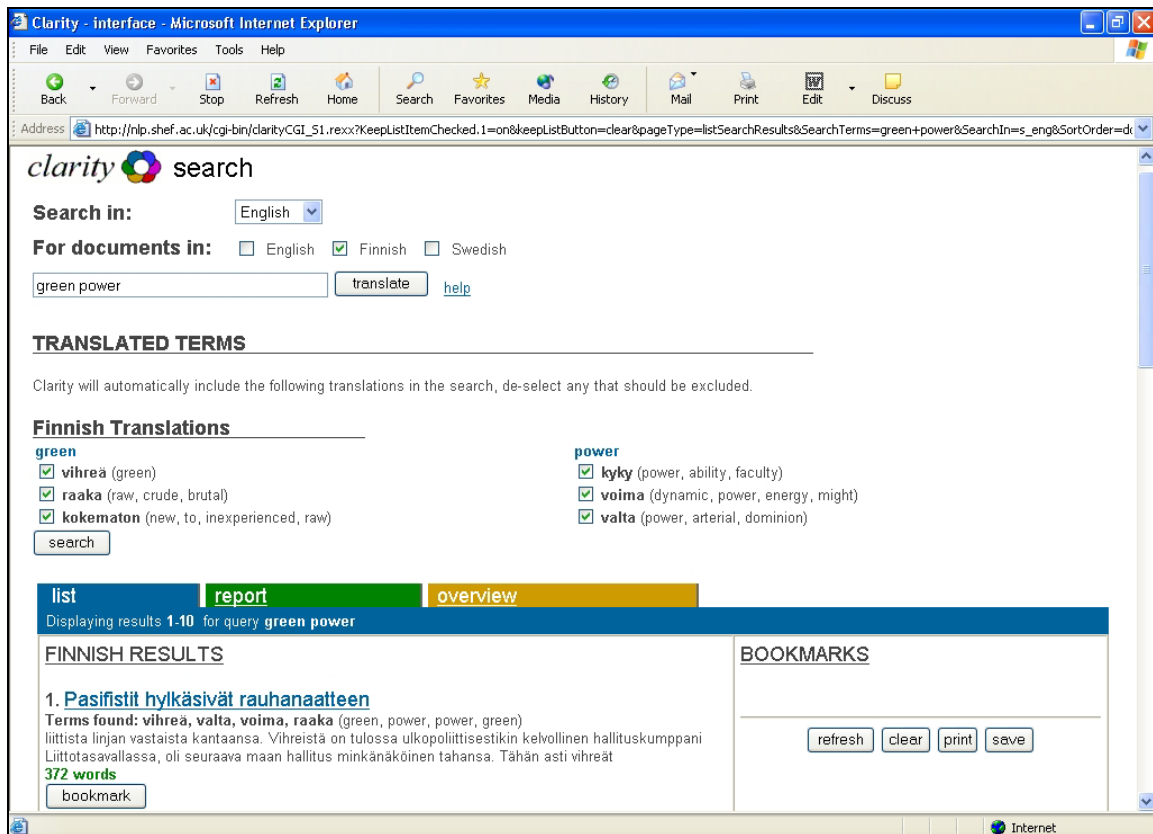 Clarity - interface - Microsoft Internet Explorer
File Edit View Favorites Tools Help
Back Forward Stop Refresh Home Search Favorites Media History Mail Print Edit Discuss
Address http://nlp.shef.ac.uk/cgi-bin/clarityCGI_S1.rexx?KeepListItemChecked.1=on&keepListButton=clear&pageType=listSearchResults&SearchTerms=green+power&SearchIn=s_eng&SortOrder=d
clarity search
Search in: English
For documents in: English Finnish Swedish
green power translate help
TRANSLATED TERMS
Clarity will automatically include the following translations in the search, de-select any that should be excluded.
Finnish Translations
green power
vihreä (green) kyky (power, ability, faculty)
raaka (raw, crude, brutal) voima (dynamic, power, energy, might)
kokematon (new, to, inexperienced, raw) valta (power, arterial, dominion)
search
list report overview
Displaying results 1-10 for query green power
FINNISH RESULTS BOOKMARKS
1. Pasifistit hylkäsivät rauhanaatteen
Terms found: vihreä, valta, voima, raaka (green, power, power, green)
liittista linjan vastaista kantaansa. Vihreistä on tulossa ulkopoliittisestikin kelvollinen hallituskumppani
refresh clear print save
Liittotasavallassa, oli seuraava maan hallitus minkänäköinen tahansa. Tähän asti vihreät
372 words
bookmark
Internet